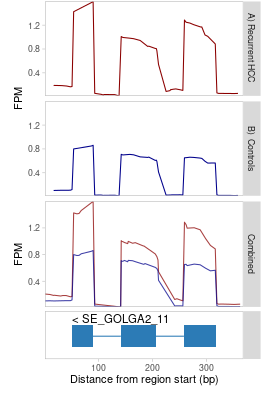 1.2
0.8
0.4
A) Recurrent HCC
FPM
1.2
0.8
0.4
B) Controls
1.2
0.8
0.4
Combined
FPM
< SE_GOLGA2_11
100
200
300
Distance from region start (bp)